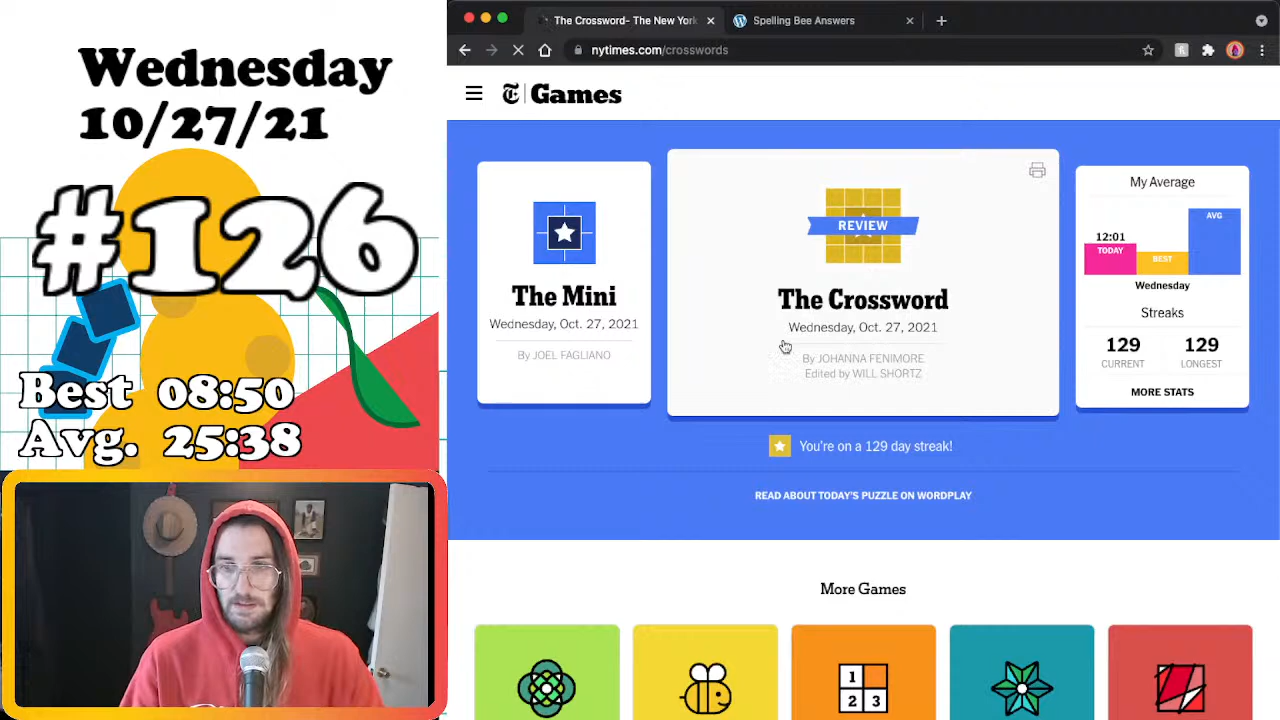 Wednesday
10/27/21
#126
Best 08:50
Avg. 25:38
The Crossword- The New York
Spelling Bee Answers
nytimes.com/crosswords
T Games
The Mini
Wednesday, Oct. 27, 2021
By JOEL FAGLIANO
REVIEW
The Crossword
Wednesday, Oct. 27, 2021
By JOHANNA FENIMORE
Edited by WILL SHORTZ
My Average
12:01
TODAY
BEST
AVG
Wednesday
Streaks
129 129
CURRENT LONGEST
MORE STATS
You're on a 129 day streak!
READ ABOUT TODAY'S PUZZLE ON WORDPLAY
More Games
1
2 3